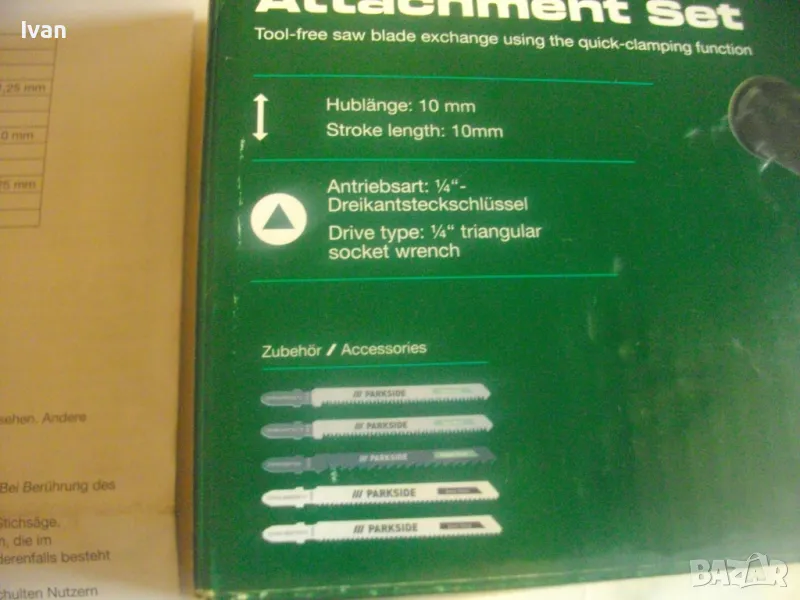 Ivan
Attachment Set
Tool-free saw blade exchange using the quick-clamping function
Hublänge: 10 mm
Stroke length: 10mm
Antriebsart: ¼"-
Dreikantsteckschlüssel
Drive type: ¼" triangular
socket wrench
Zubehör / Accessories
/// PARKSIDE
/// PARKSIDE
/// PARKSIDE
/// PARKSIDE
/// PARKSIDE
,25 mm
0 mm
75 mm
sehen. Andere
Bei Berührung des
Stichsäge.
n, die im
derenfalls besteht
schulten Nutzern
BAZAR